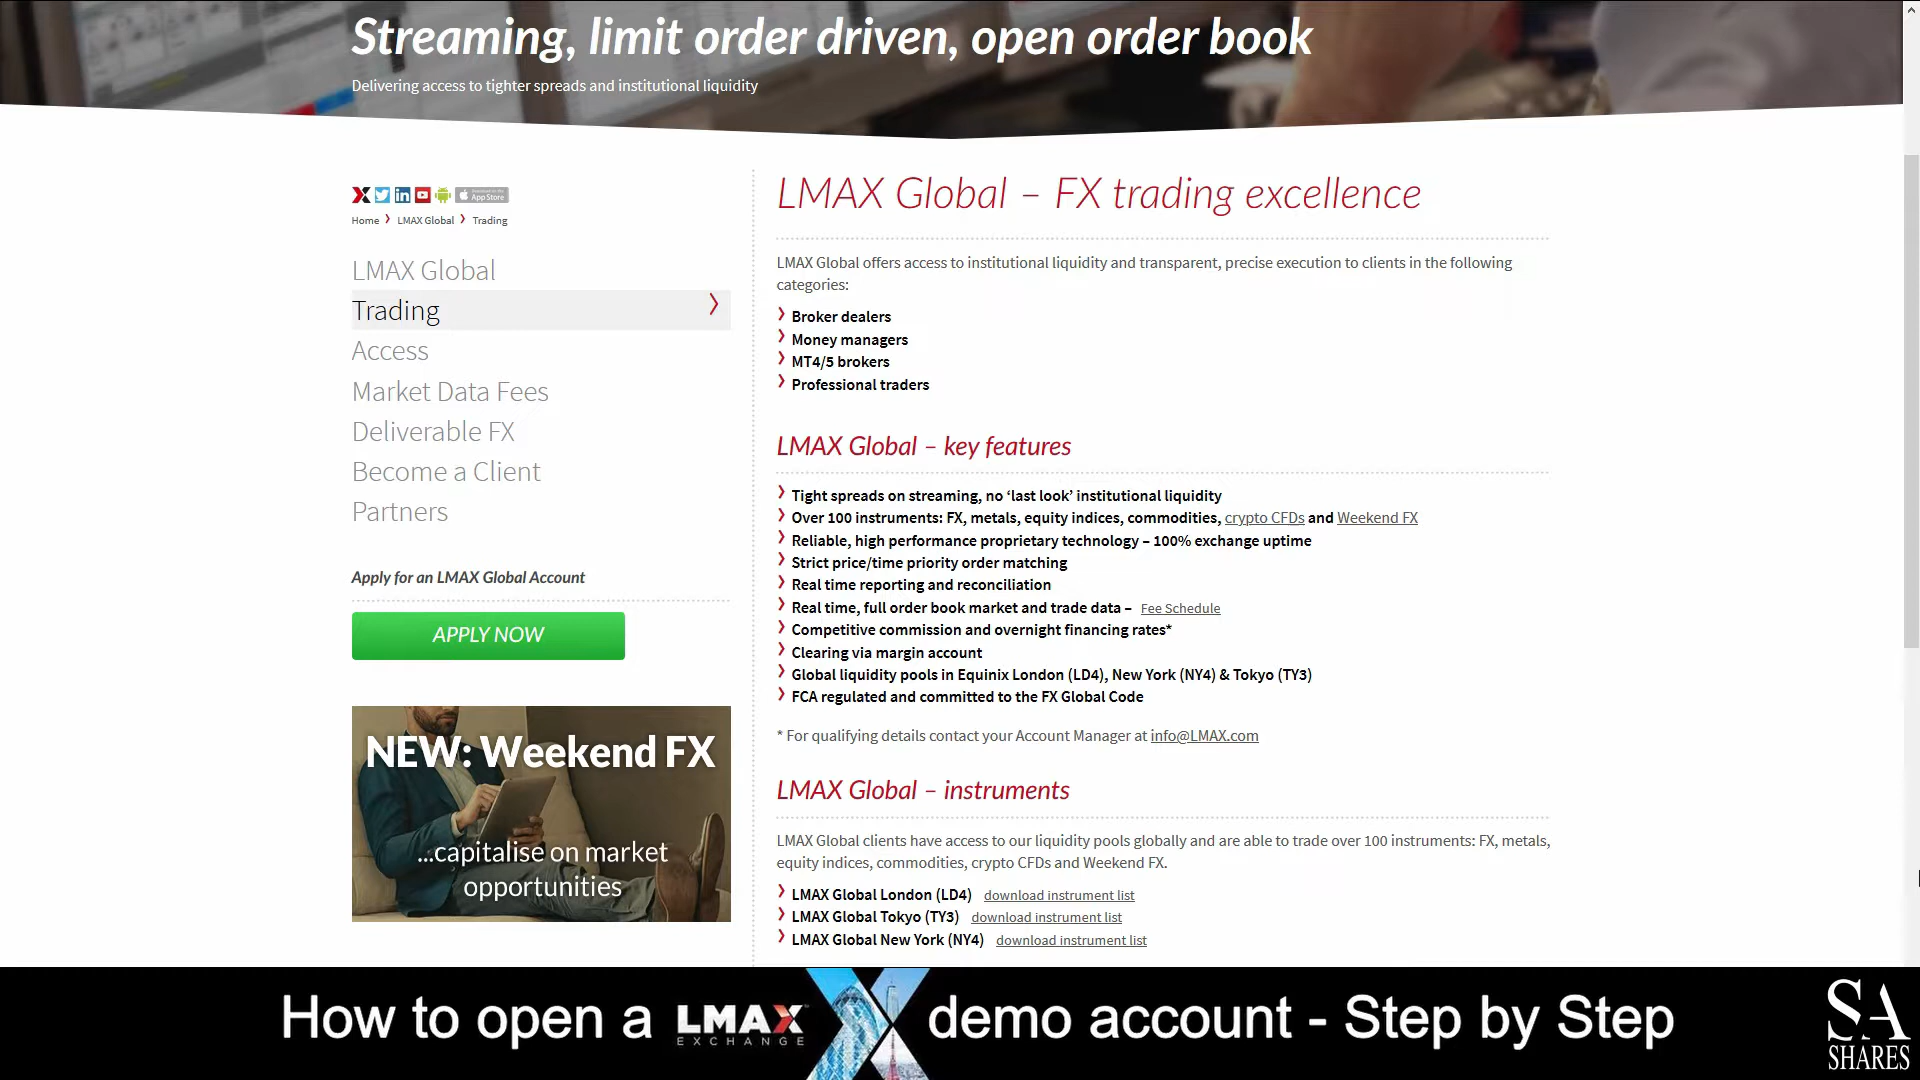 Streaming, limit order driven, open order book
Delivering access to tighter spreads and institutional liquidity
Home LMAX Global Trading
LMAX Global
Trading
Access
Market Data Fees
Deliverable FX
Become a Client
Partners
Apply for an LMAX Global Account
APPLY NOW
NEW: Weekend FX
...capitalise on market
opportunities
LMAX Global – FX trading excellence
LMAX Global offers access to institutional liquidity and transparent, precise execution to clients in the following
categories:
Broker dealers
Money managers
MT4/5 brokers
Professional traders
LMAX Global – key features
Tight spreads on streaming, no ‘last look’ institutional liquidity
Over 100 instruments: FX, metals, equity indices, commodities, crypto CFDs and Weekend FX
Reliable, high performance proprietary technology – 100% exchange uptime
Strict price/time priority order matching
Real time reporting and reconciliation
Real time, full order book market and trade data – Fee Schedule
Competitive commission and overnight financing rates*
Clearing via margin account
Global liquidity pools in Equinix London (LD4), New York (NY4) & Tokyo (TY3)
FCA regulated and committed to the FX Global Code
* For qualifying details contact your Account Manager at info@LMAX.com
LMAX Global – instruments
LMAX Global clients have access to our liquidity pools globally and are able to trade over 100 instruments: FX, metals,
equity indices, commodities, crypto CFDs and Weekend FX.
LMAX Global London (LD4) download instrument list
LMAX Global Tokyo (TY3) download instrument list
LMAX Global New York (NY4) download instrument list
How to open a LMAX EXCHANGE demo account - Step by Step
SA
SHARES